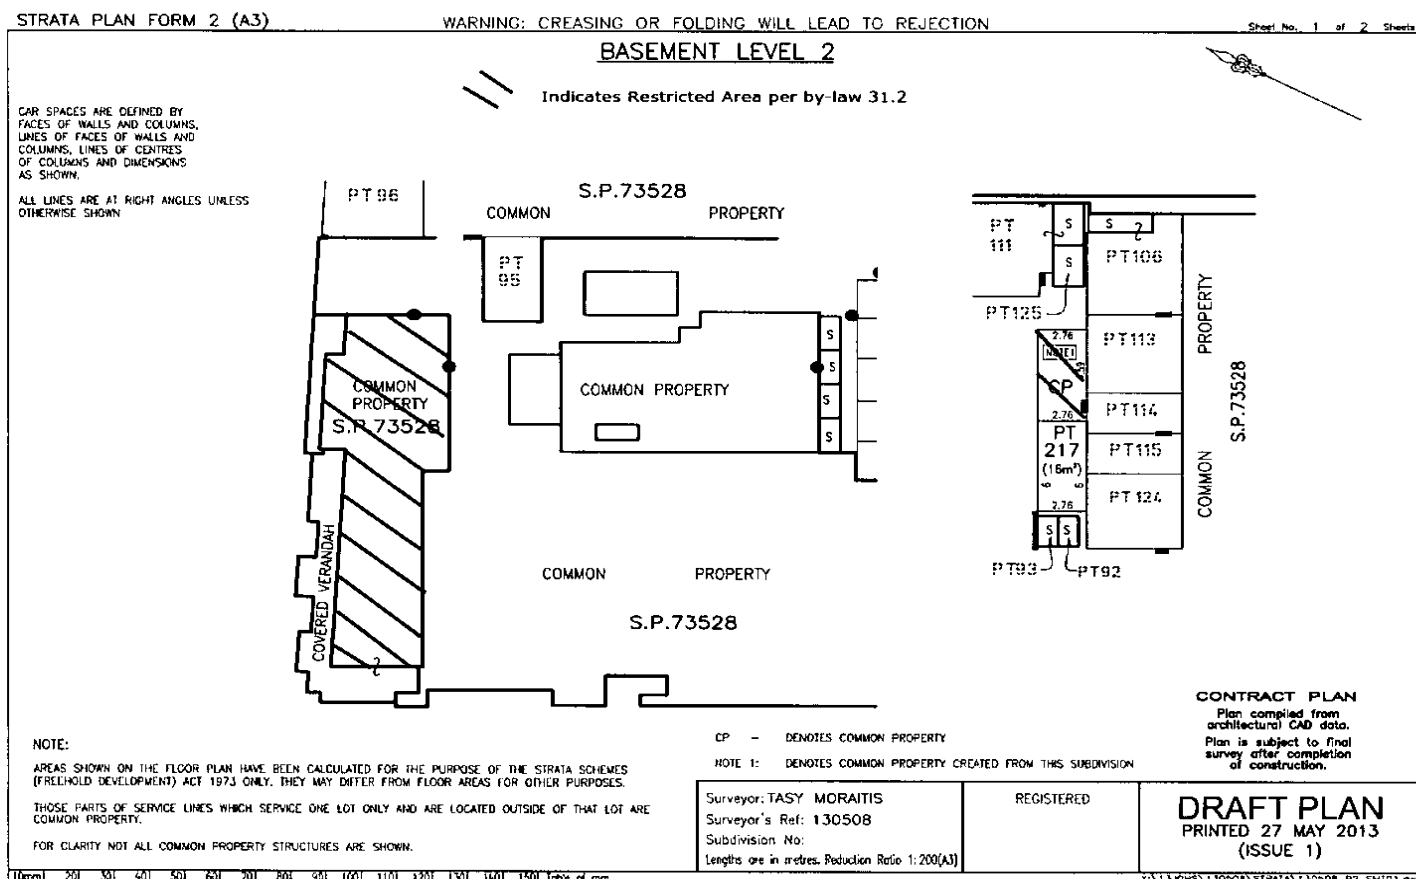 STRATA PLAN FORM 2 (A3)
WARNING: CREASING OR FOLDING WILL LEAD TO REJECTION
Sheet No. 1 of 2 Sheets
BASEMENT LEVEL 2
Indicates Restricted Area per by-law 31.2
CAR SPACES ARE DEFINED BY
FACES OF WALLS AND COLUMNS,
LINES OF FACES OF WALLS AND
COLUMNS, LINES OF CENTRES
OF COLUMNS AND DIMENSIONS
AS SHOWN.
ALL LINES ARE AT RIGHT ANGLES UNLESS
OTHERWISE SHOWN
PT96
S.P.73528
COMMON PROPERTY
PT
95
COMMON
PROPERTY
S.P.73528
COMMON PROPERTY
S
S
S
S
COVERED VERANDAH
COMMON PROPERTY
S.P.73528
PT
111
S
S
S
PT106
PT125
2.76
NOTE1
CP
2.76
PT113
PT114
PT
217
(16m²)
6
6
2.76
PT115
PT124
S
S
PT93
PT92
COMMON PROPERTY
S.P.73528
CONTRACT PLAN
Plan compiled from
architectural CAD data.
Plan is subject to final
survey after completion
of construction.
NOTE:
AREAS SHOWN ON THE FLOOR PLAN HAVE BEEN CALCULATED FOR THE PURPOSE OF THE STRATA SCHEMES
(FREEHOLD DEVELOPMENT) ACT 1973 ONLY. THEY MAY DIFFER FROM FLOOR AREAS FOR OTHER PURPOSES.
THOSE PARTS OF SERVICE LINES WHICH SERVICE ONE LOT ONLY AND ARE LOCATED OUTSIDE OF THAT LOT ARE
COMMON PROPERTY.
FOR CLARITY NOT ALL COMMON PROPERTY STRUCTURES ARE SHOWN.
CP – DENOTES COMMON PROPERTY
NOTE 1: DENOTES COMMON PROPERTY CREATED FROM THIS SUBDIVISION
Surveyor: TASY MORAITIS
Surveyor's Ref: 130508
Subdivision No:
Lengths are in metres. Reduction Ratio 1:200(A3)
REGISTERED
DRAFT PLAN
PRINTED 27 MAY 2013
(ISSUE 1)